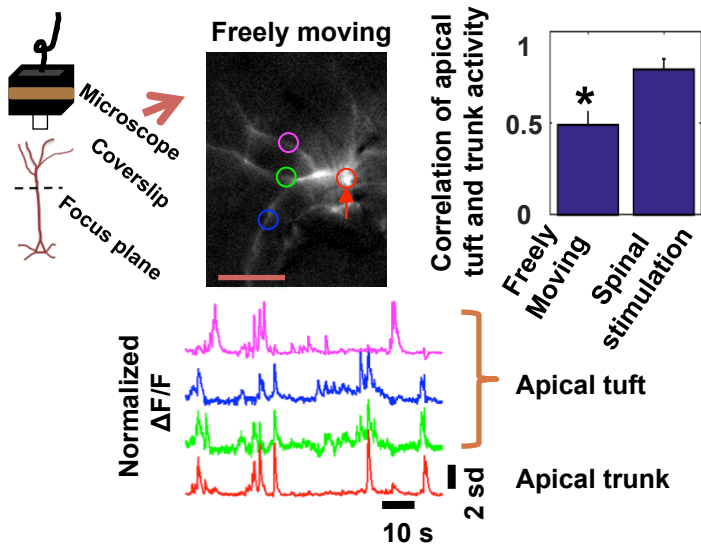 Freely moving
Microscope
Coverslip
Focus plane
Correlation of apical
tuft and trunk activity
1
0.5
0
*
Freely
Moving
Spinal
stimulation
Normalized
ΔF/F
Apical tuft
Apical trunk
2 sd
10 s